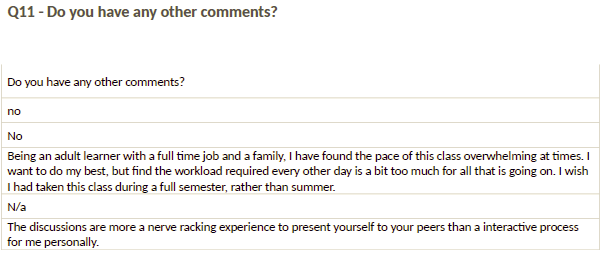 Q11 - Do you have any other comments?
Do you have any other comments?
no
No
Being an adult learner with a full time job and a family, I have found the pace of this class overwhelming at times. I
want to do my best, but find the workload required every other day is a bit too much for all that is going on. I wish
I had taken this class during a full semester, rather than summer.
N/a
The discussions are more a nerve racking experience to present yourself to your peers than a interactive process
for me personally.